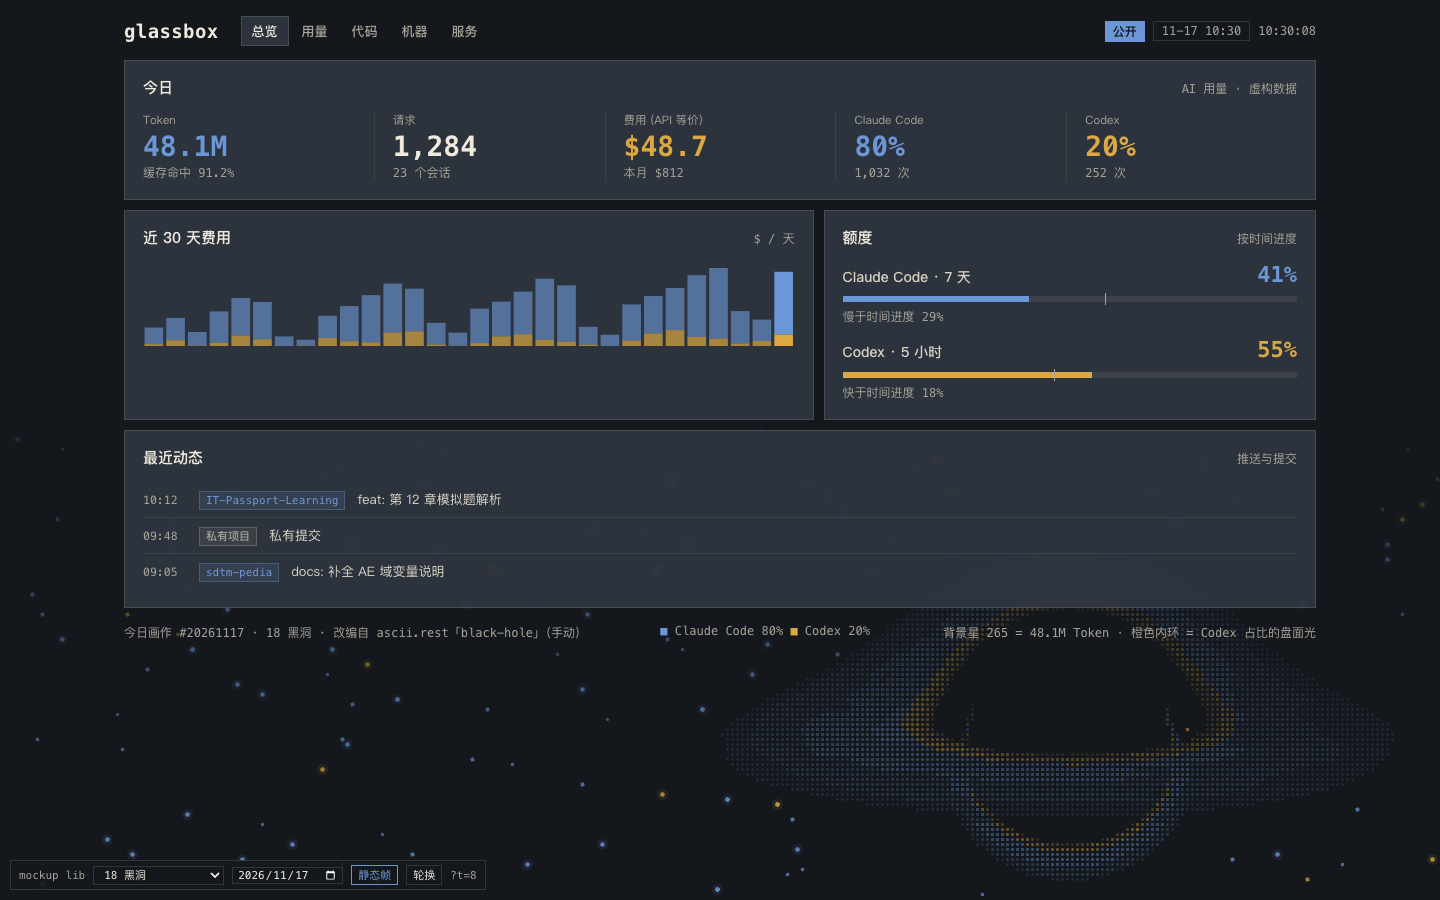 glassbox 总览 用量 代码 机器 服务 公开 11-17 10:30 10:30:08
今日 AI 用量 · 虚构数据
Token 请求 费用 (API 等价) Claude Code Codex
48.1M 1,284 $48.7 80% 20%
缓存命中 91.2% 23 个会话 本月 $812 1,032 次 252 次
近 30 天费用 $ / 天
额度 按时间进度
Claude Code · 7 天 41%
慢于时间进度 29%
Codex · 5 小时 55%
快于时间进度 18%
最近动态 推送与提交
10:12 IT-Passport-Learning feat: 第 12 章模拟题解析
09:48 私有项目 私有提交
09:05 sdtm-pedia docs: 补全 AE 域变量说明
今日画作 #20261117 · 18 黑洞 · 改编自 ascii.rest「black-hole」(手动) Claude Code 80% Codex 20% 背景星 265 = 48.1M Token · 橙色内环 = Codex 占比的盘面光
mockup lib 18 黑洞 2026/11/17 静态帧 轮换 ?t=8